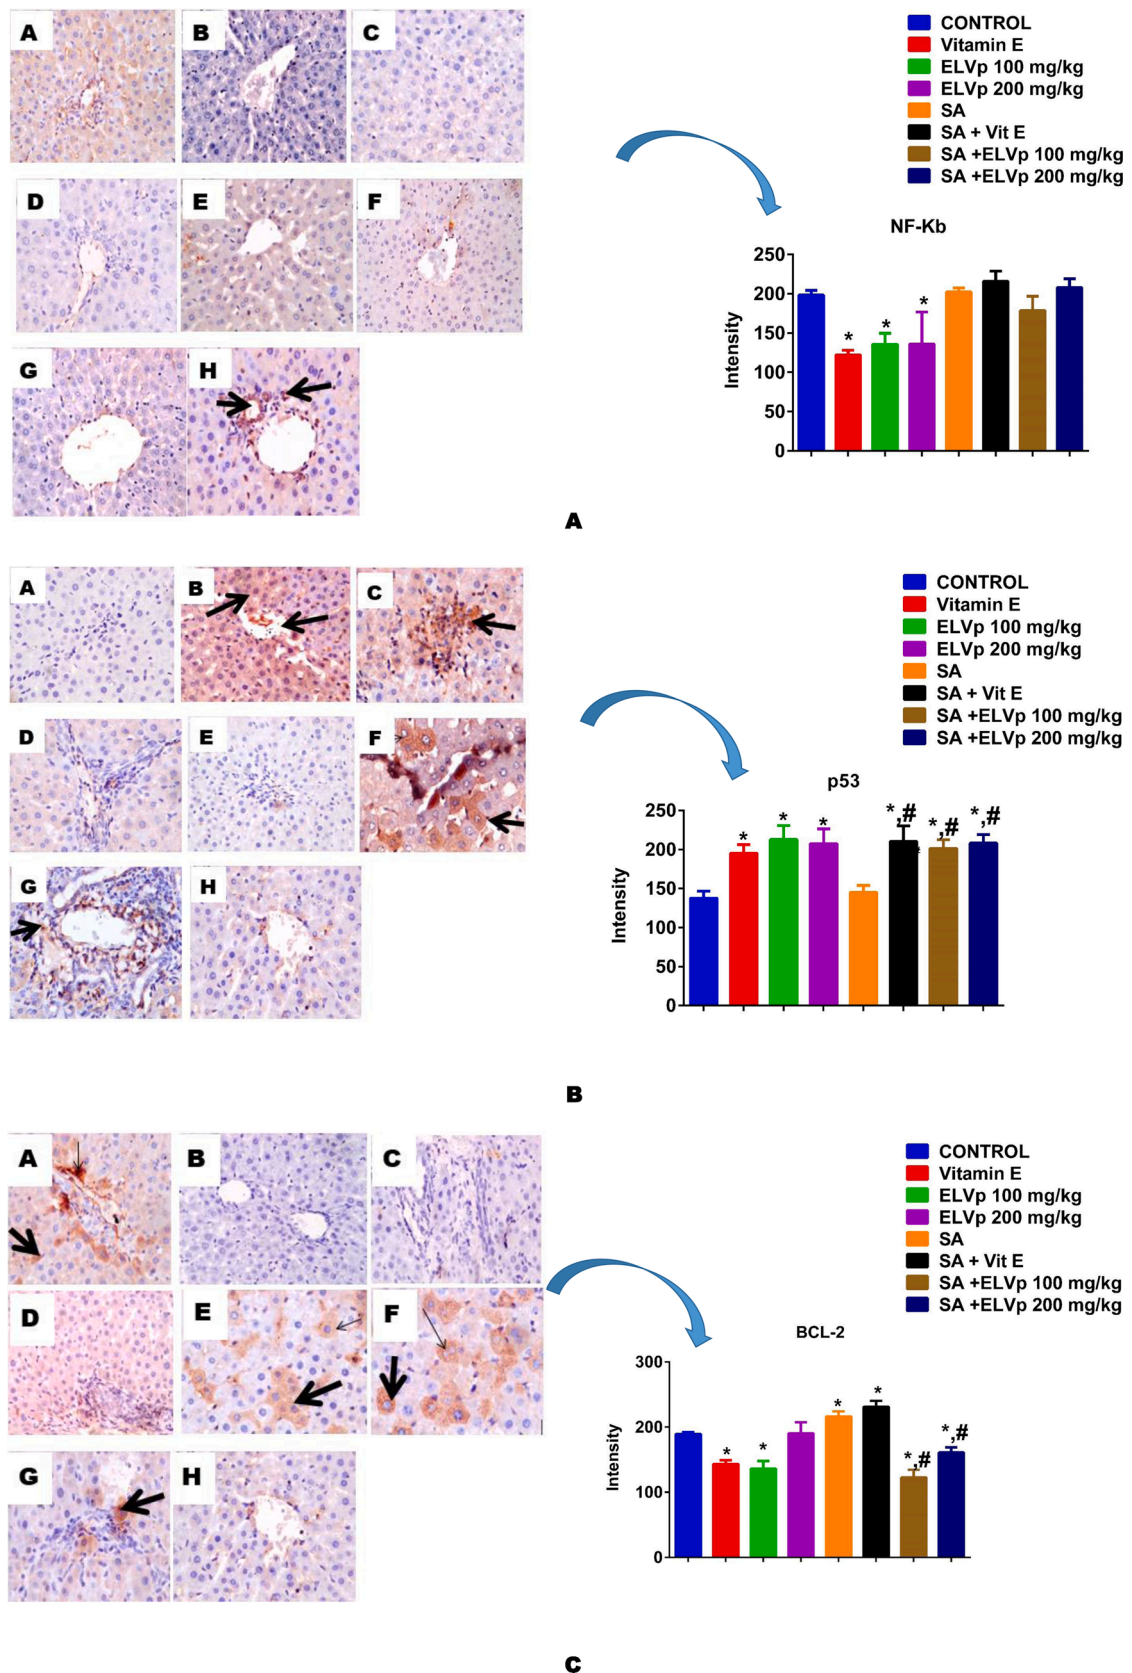 A
B
C
D
E
F
G
H
CONTROL
Vitamin E
ELVp 100 mg/kg
ELVp 200 mg/kg
SA
SA + Vit E
SA +ELVp 100 mg/kg
SA +ELVp 200 mg/kg
NF-Kb
Intensity
250
200
150
100
50
0
* * *
A
A
B
C
D
E
F
G
H
CONTROL
Vitamin E
ELVp 100 mg/kg
ELVp 200 mg/kg
SA
SA + Vit E
SA +ELVp 100 mg/kg
SA +ELVp 200 mg/kg
p53
Intensity
250
200
150
100
50
0
* * * *,# *,# *,#
B
A
B
C
D
E
F
G
H
CONTROL
Vitamin E
ELVp 100 mg/kg
ELVp 200 mg/kg
SA
SA + Vit E
SA +ELVp 100 mg/kg
SA +ELVp 200 mg/kg
BCL-2
Intensity
300
200
100
0
* * * * *,# *,#
C